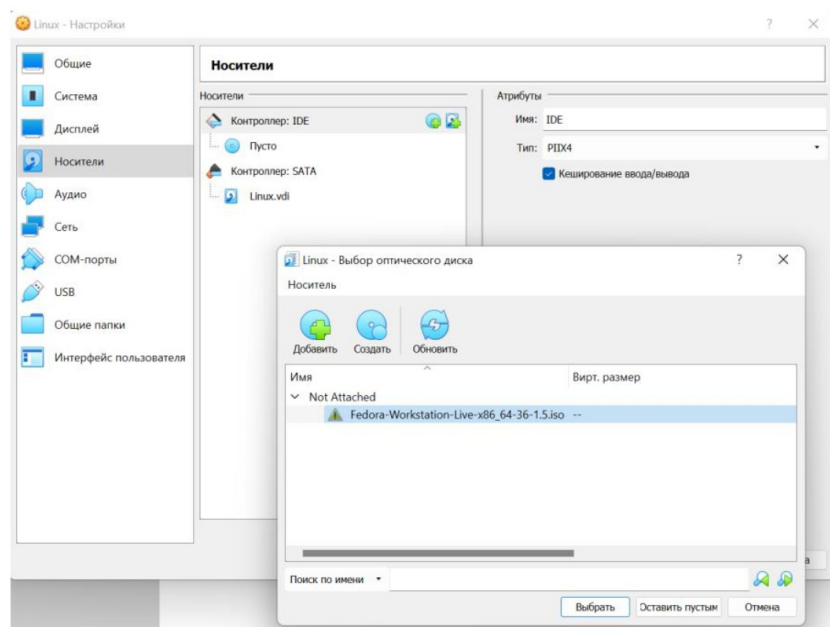 Linux - Настройки
Общие
Система
Дисплей
Носители
Аудио
Сеть
COM-порты
USB
Общие папки
Интерфейс пользователя
Носители
Носители
Контроллер: IDE
Пусто
Контроллер: SATA
Linux.vdi
Атрибуты
Имя: IDE
Тип: PIIX4
Кеширование ввода/вывода
Linux - Выбор оптического диска
Носитель
Добавить Создать Обновить
Имя Вирт. размер
Not Attached
Fedora-Workstation-Live-x86_64-36-1.5.iso --
Поиск по имени
Выбрать Оставить пустым Отмена